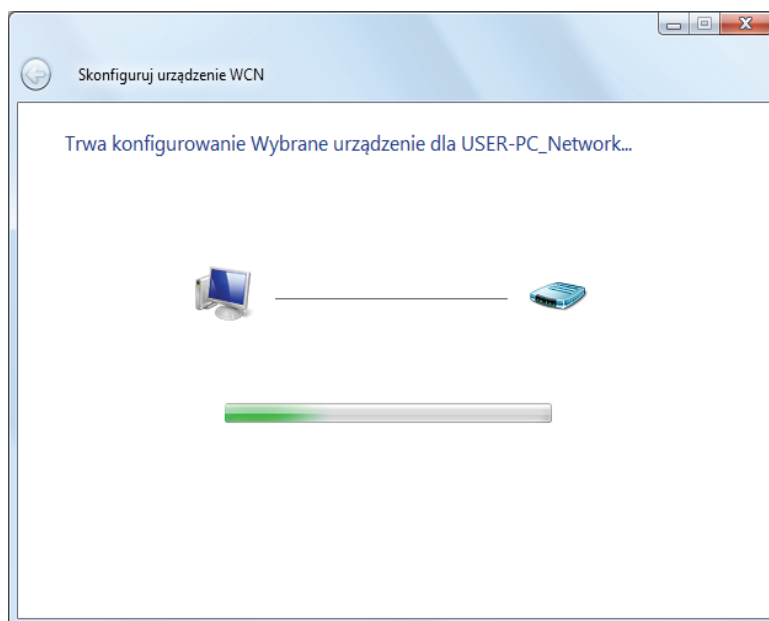 Skonfiguruj urządzenie WCN
Trwa konfigurowanie Wybrane urządzenie dla USER-PC_Network...